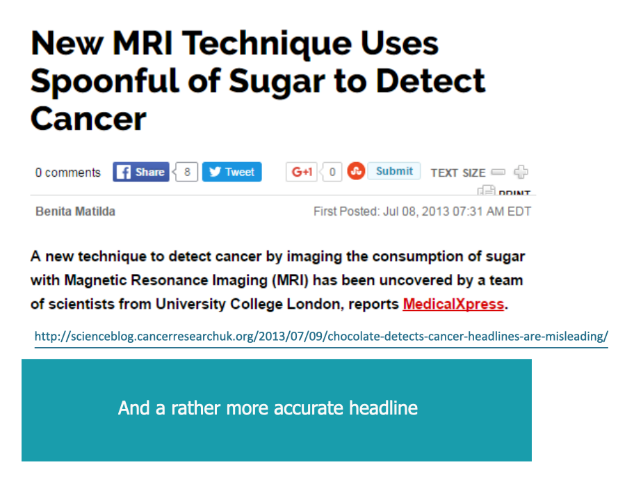 New MRI Technique Uses
Spoonful of Sugar to Detect
Cancer
0 comments Share 8 Tweet G+1 0 Submit TEXT SIZE
PRINT
Benita Matilda First Posted: Jul 08, 2013 07:31 AM EDT
A new technique to detect cancer by imaging the consumption of sugar
with Magnetic Resonance Imaging (MRI) has been uncovered by a team
of scientists from University College London, reports MedicalXpress.
http://scienceblog.cancerresearchuk.org/2013/07/09/chocolate-detects-cancer-headlines-are-misleading/
And a rather more accurate headline